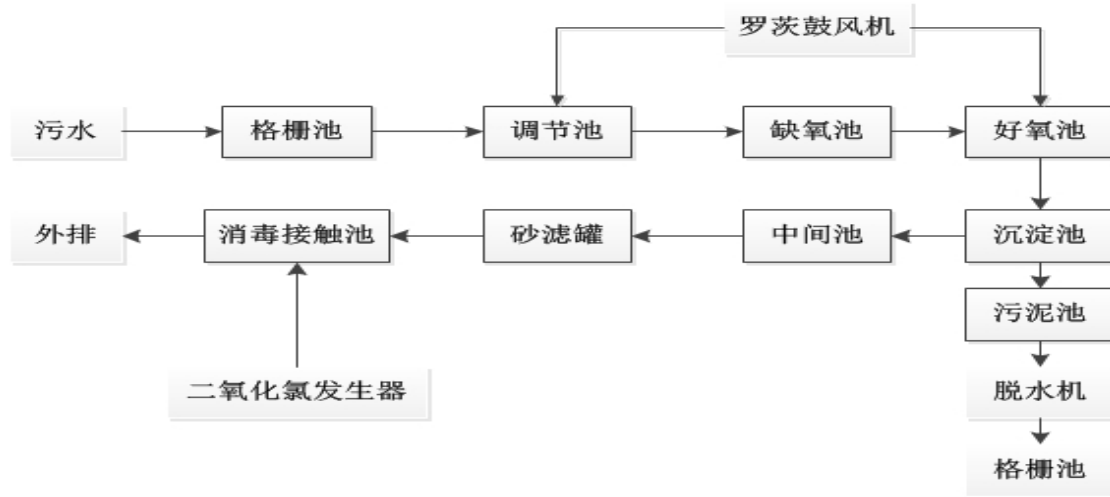 罗茨鼓风机
污水
格栅池
调节池
缺氧池
好氧池
外排
消毒接触池
砂滤罐
中间池
沉淀池
污泥池
二氧化氯发生器
脱水机
格栅池